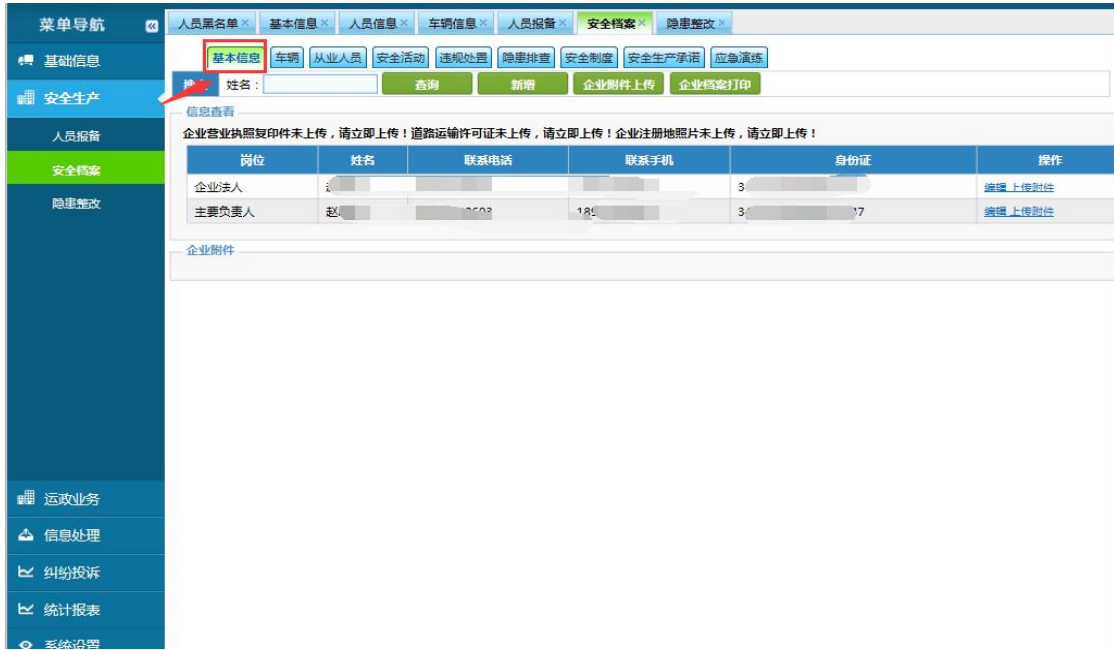 菜单导航
人员黑名单 基本信息 人员信息 车辆信息 人员报备 安全档案 隐患整改
基础信息
基本信息 车辆 从业人员 安全活动 违规处置 隐患排查 安全制度 安全生产承诺 应急演练
姓名: 查询 新增 企业附件上传 企业档案打印
安全生产
信息查看
人员报备
企业营业执照复印件未上传,请立即上传!道路运输许可证未上传,请立即上传!企业注册地照片未上传,请立即上传!
岗位 姓名 联系电话 联系手机 身份证 操作
安全档案
企业法人 3 编辑 上传附件
隐患整改
主要负责人 赵 189 3 37 编辑 上传附件
企业附件
运政业务
信息处理
纠纷投诉
统计报表
系统设置